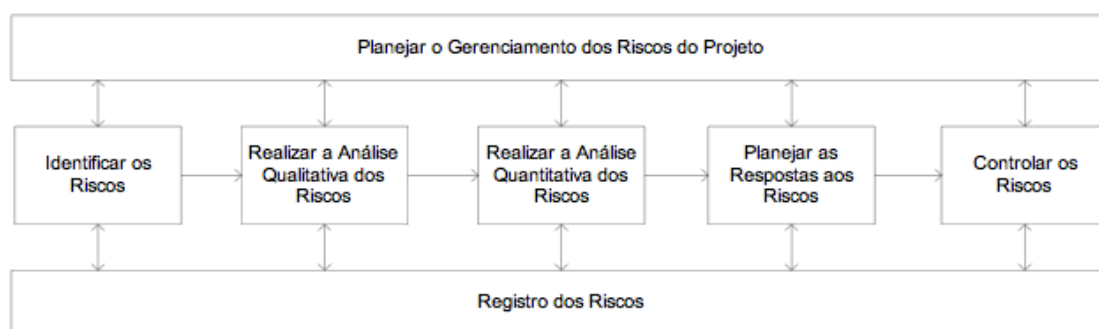 Planejar o Gerenciamento dos Riscos do Projeto
Identificar os
Riscos
Realizar a Análise
Qualitativa dos
Riscos
Realizar a Análise
Quantitativa dos
Riscos
Planejar as
Respostas aos
Riscos
Controlar os
Riscos
Registro dos Riscos